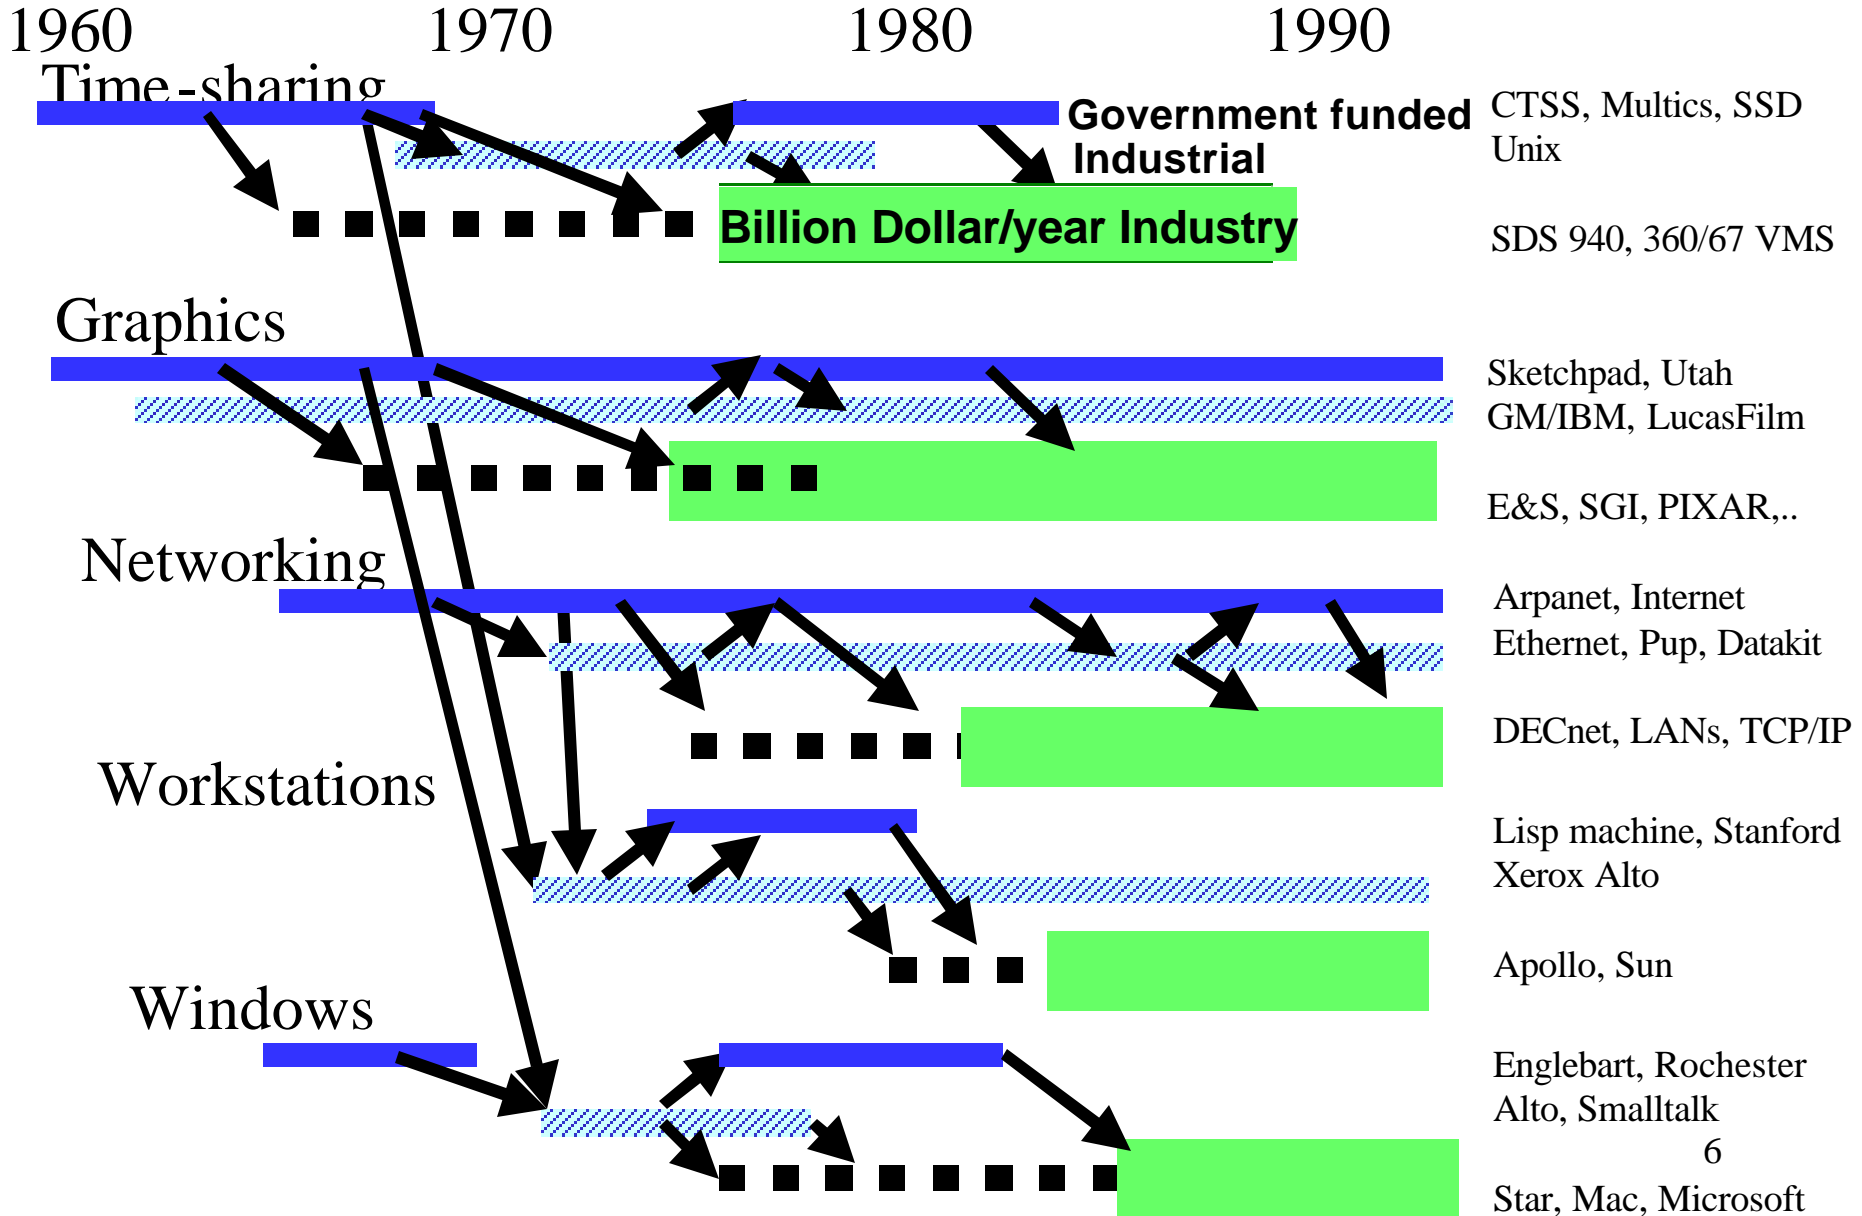 1960 1970 1980 1990
Time-sharing
Government funded
Industrial
Billion Dollar/year Industry
CTSS, Multics, SSD
Unix
SDS 940, 360/67 VMS
Graphics
Sketchpad, Utah
GM/IBM, LucasFilm
E&S, SGI, PIXAR,..
Networking
Arpanet, Internet
Ethernet, Pup, Datakit
DECnet, LANs, TCP/IP
Workstations
Lisp machine, Stanford
Xerox Alto
Apollo, Sun
Windows
Englebart, Rochester
Alto, Smalltalk
6
Star, Mac, Microsoft